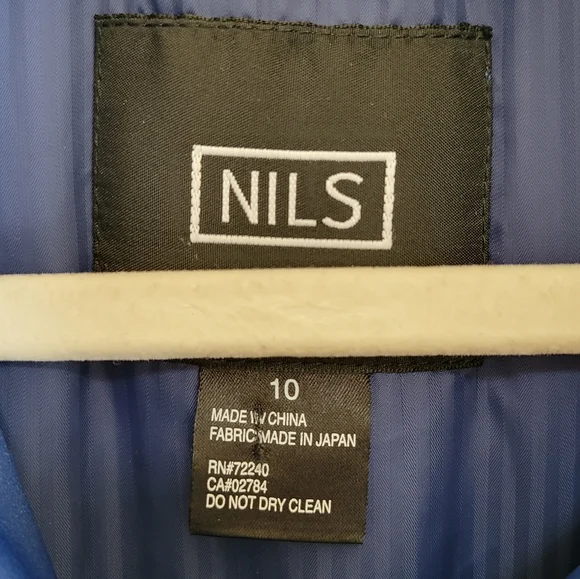 NILS
10
MADE IN CHINA
FABRIC MADE IN JAPAN
RN#72240
CA#02784
DO NOT DRY CLEAN